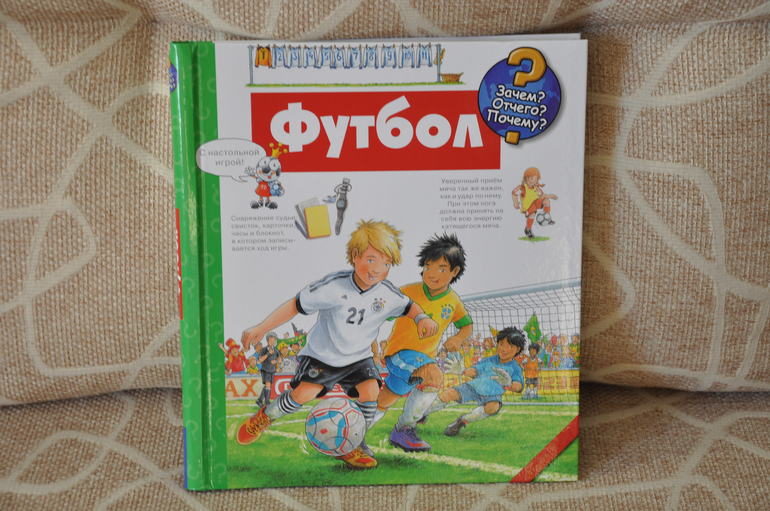 Зачем?
Отчего?
Почему?
Футбол
С настольной
игрой!
Уверенный приём
мяча так же важен,
как и удар по нему.
При этом нога
должна принять на
себя всю энергию
катящегося мяча.
Снаряжение судьи:
свисток, карточки,
часы и блокнот,
в котором записы-
вается ход игры.
21
Футбол